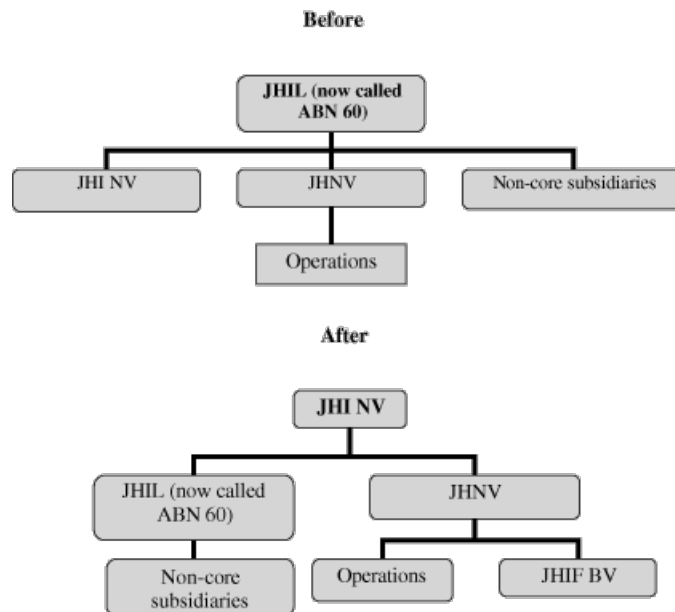 Before
JHIL (now called
ABN 60)
JHI NV
JHNV
Non-core subsidiaries
Operations
After
JHI NV
JHIL (now called
ABN 60)
JHNV
Non-core
subsidiaries
Operations
JHIF BV